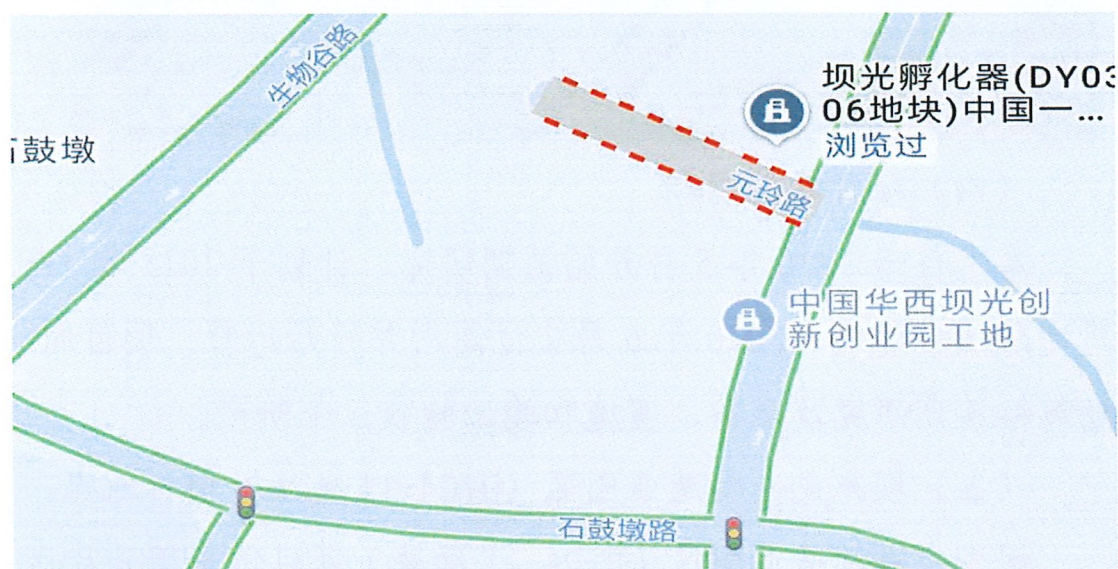 生物谷路
坝光孵化器(DY03
06地块)中国一...
浏览过
石鼓墩
元玲路
中国华西坝光创
新创业园工地
石鼓墩路